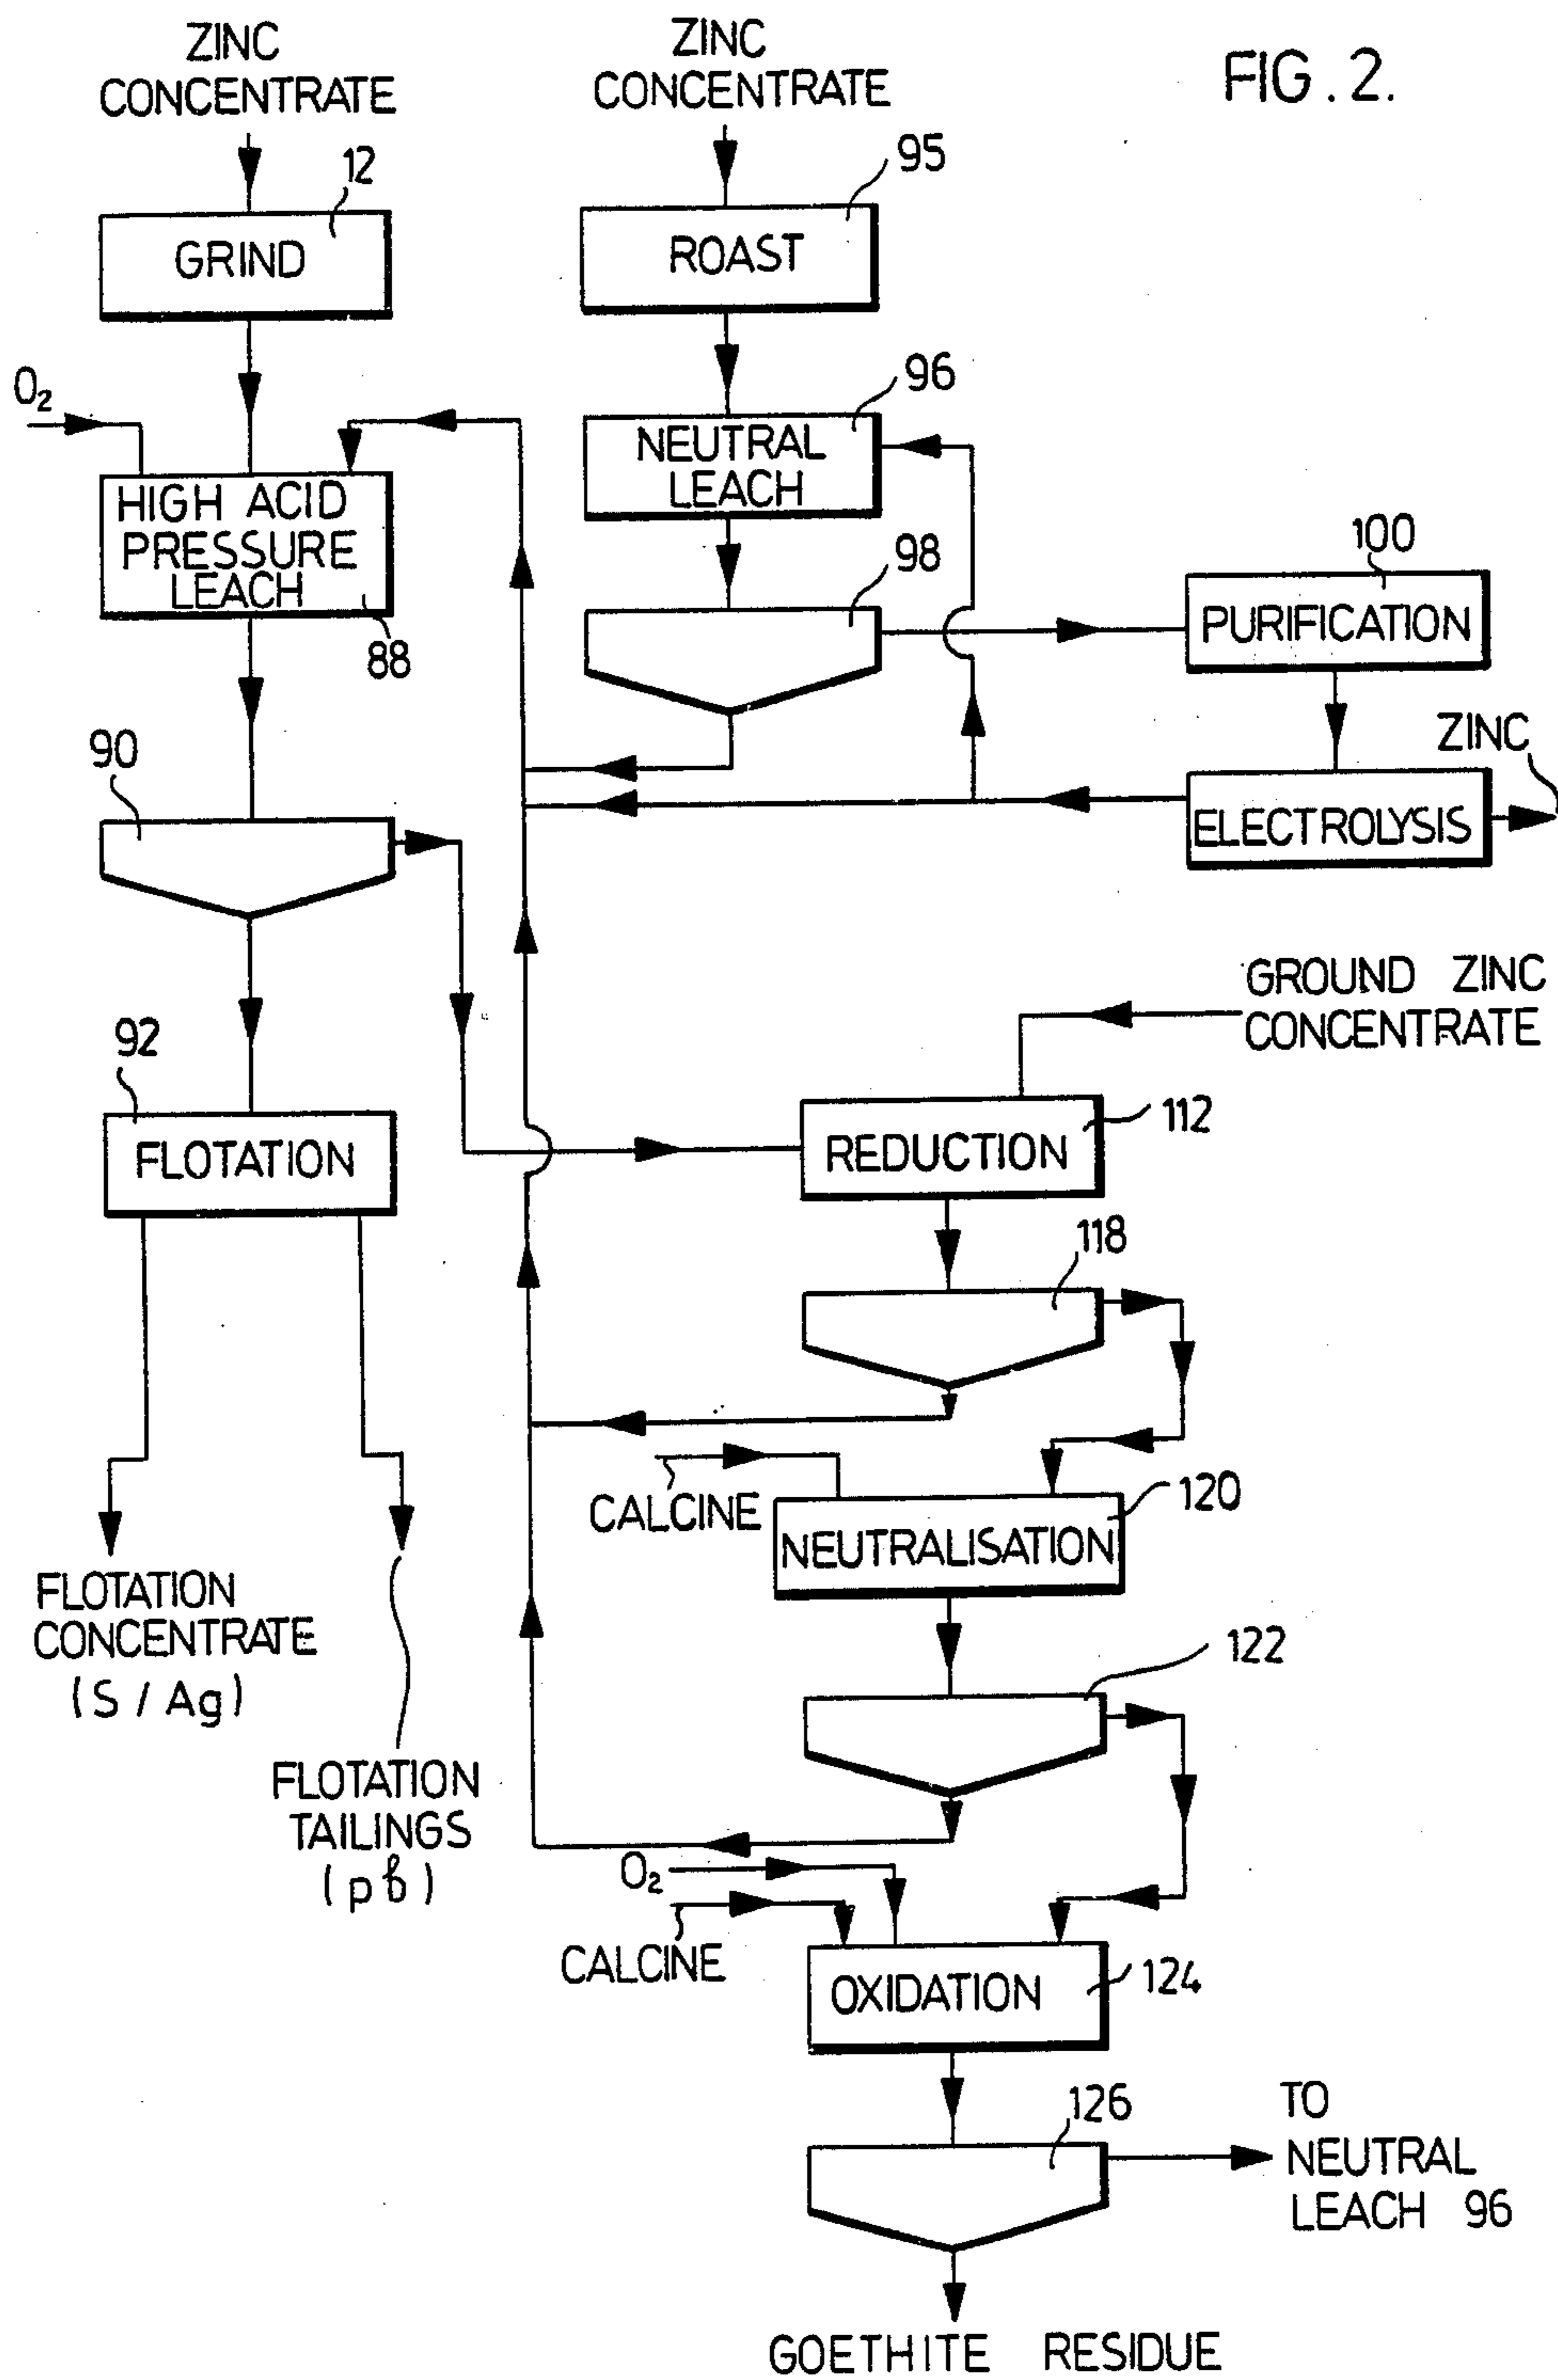 FIG. 2.
ZINC
CONCENTRATE
ZINC
CONCENTRATE
12
GRIND
95
ROAST
O₂
96
NEUTRAL
LEACH
HIGH ACID
PRESSURE
LEACH
88
98
100
PURIFICATION
ZINC
ELECTROLYSIS
90
GROUND ZINC
CONCENTRATE
92
FLOTATION
112
REDUCTION
118
CALCINE
120
NEUTRALISATION
FLOTATION
CONCENTRATE
(S / Ag)
122
FLOTATION
TAILINGS
(pb)
O₂
CALCINE
124
OXIDATION
126
TO
NEUTRAL
LEACH 96
GOETHITE RESIDUE